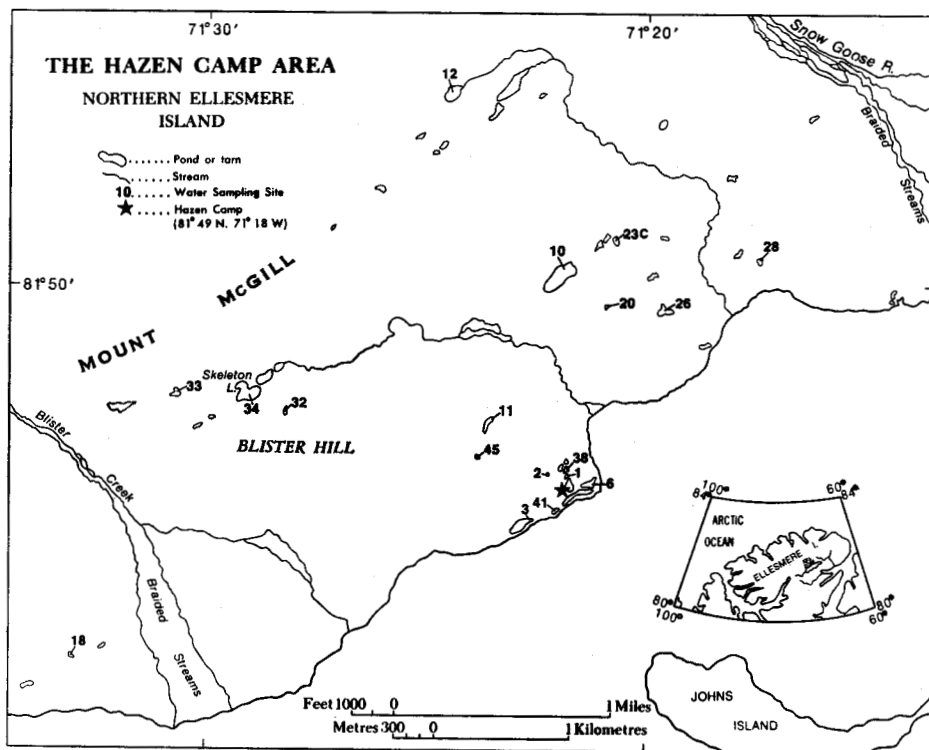 71°30'
71°20'
THE HAZEN CAMP AREA
NORTHERN ELLESMERE
ISLAND
...... Pond or tarn
...... Stream
10 ..... Water Sampling Site
..... Hazen Camp
(81° 49 N. 71° 18 W)
Snow Goose R.
Braided
Streams
12
23C
10
28
81°50'
20
26
MOUNT McGILL
Skeleton
L.
33
34
32
11
BLISTER HILL
45
38
2
1
6
41
3
Blister
Creek
Braided
Streams
18
100°
60°
84°
84°
ARCTIC
OCEAN
ELLESMERE
I.
80°
80°
100°
60°
JOHNS
ISLAND
Feet 1000 0 1 Miles
Metres 300 0 1 Kilometres